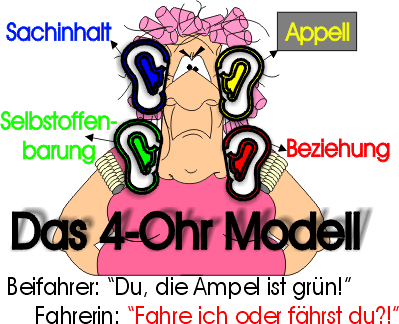 Sachinhalt
Appell
Selbstoffen-
barung
Beziehung
Das 4-Ohr Modell
Beifahrer: "Du, die Ampel ist grün!"
Fahrerin: "Fahre ich oder fährst du?!"